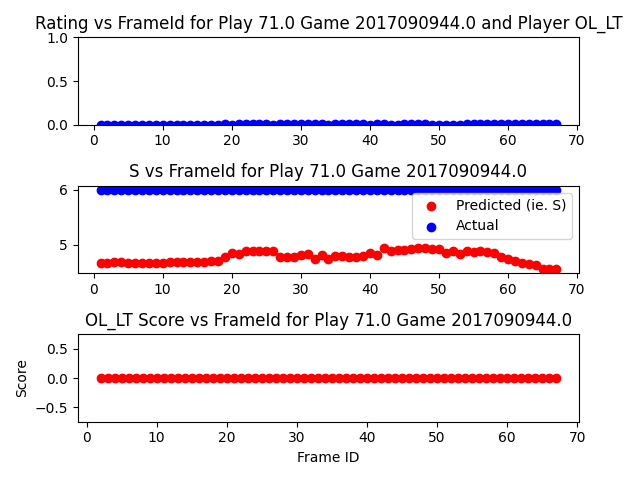 Rating vs FrameId for Play 71.0 Game 2017090944.0 and Player OL_LT
1.0
0.5
0.0
0 10 20 30 40 50 60 70
S vs FrameId for Play 71.0 Game 2017090944.0
6
5
Predicted (ie. S)
Actual
0 10 20 30 40 50 60 70
OL_LT Score vs FrameId for Play 71.0 Game 2017090944.0
Score
0.5
0.0
−0.5
0 10 20 30 40 50 60 70
Frame ID